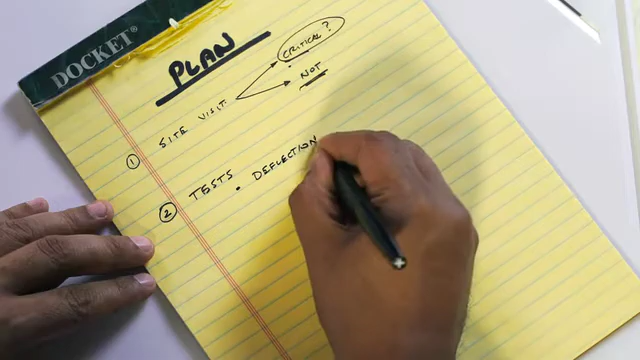 DOCKET
PLAN
CRITICAL?
NOT
① SITE VISIT
② TESTS
• DEFLECTION